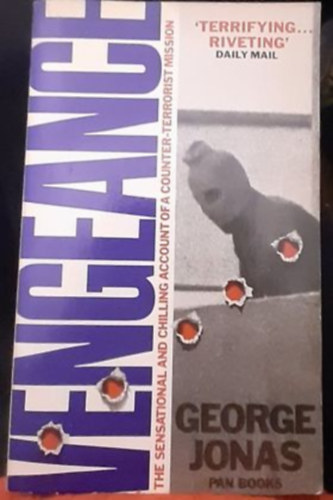 VENGEANCE
THE SENSATIONAL AND CHILLING ACCOUNT OF A COUNTER-TERRORIST MISSION
'TERRIFYING...
RIVETING'
DAILY MAIL
GEORGE
JONAS
PAN BOOKS